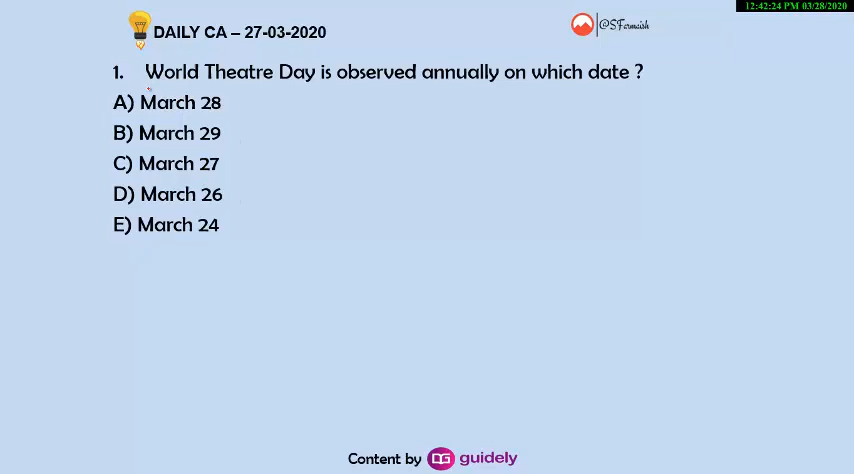 12:42:24 PM 03/28/2020
DAILY CA – 27-03-2020
1. World Theatre Day is observed annually on which date ?
A) March 28
B) March 29
C) March 27
D) March 26
E) March 24
Content by DG guidely